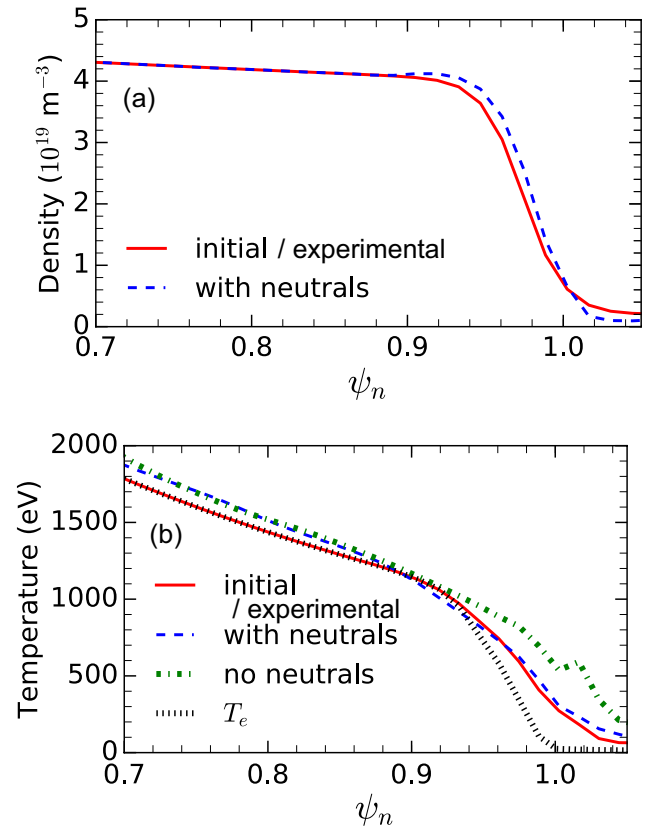 5
4
3
2
1
0
Density (10¹⁹ m⁻³)
(a)
initial / experimental
with neutrals
0.7 0.8 0.9 1.0
ψₙ
2000
1500
1000
500
0
Temperature (eV)
(b)
initial
/ experimental
with neutrals
no neutrals
Tₑ
0.7 0.8 0.9 1.0
ψₙ